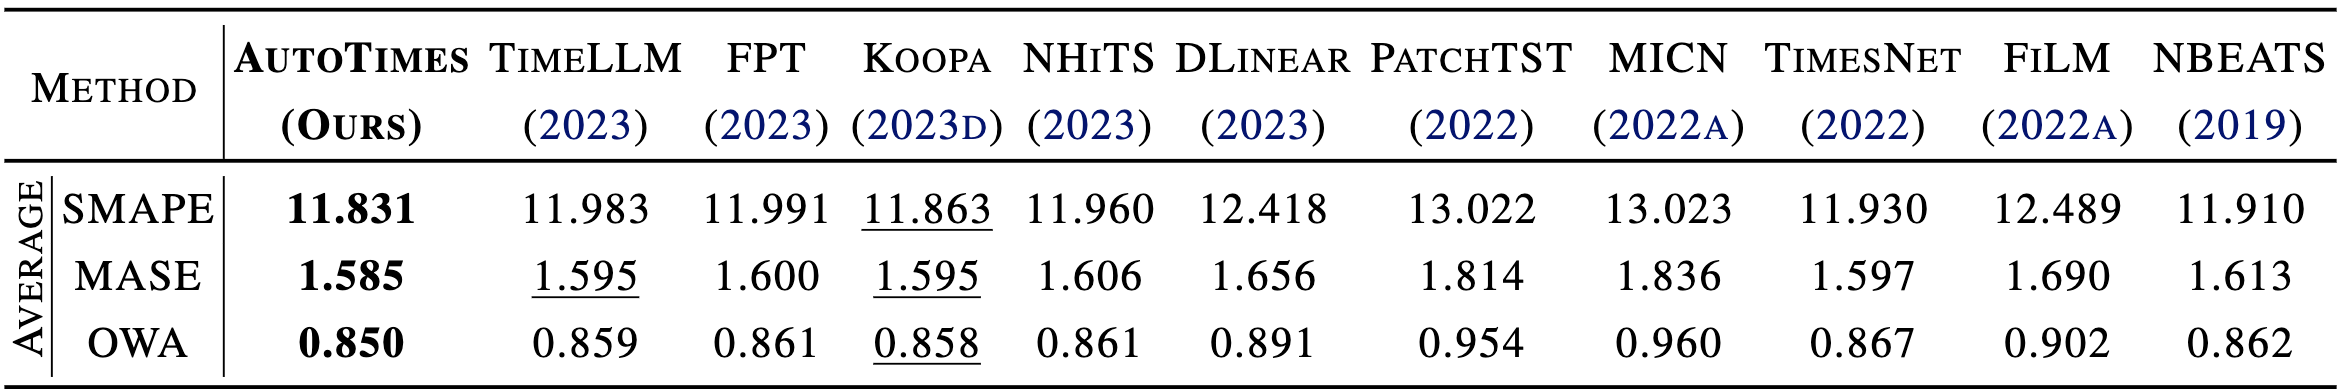 METHOD
AUTOTIMES TIMELLM FPT KOOPA NHITS DLINEAR PATCHTST MICN TIMESNET FILM NBEATS
(OURS) (2023) (2023) (2023D) (2023) (2023) (2022) (2022A) (2022) (2022A) (2019)
AVERAGE
SMAPE 11.831 11.983 11.991 11.863 11.960 12.418 13.022 13.023 11.930 12.489 11.910
MASE 1.585 1.595 1.600 1.595 1.606 1.656 1.814 1.836 1.597 1.690 1.613
OWA 0.850 0.859 0.861 0.858 0.861 0.891 0.954 0.960 0.867 0.902 0.862